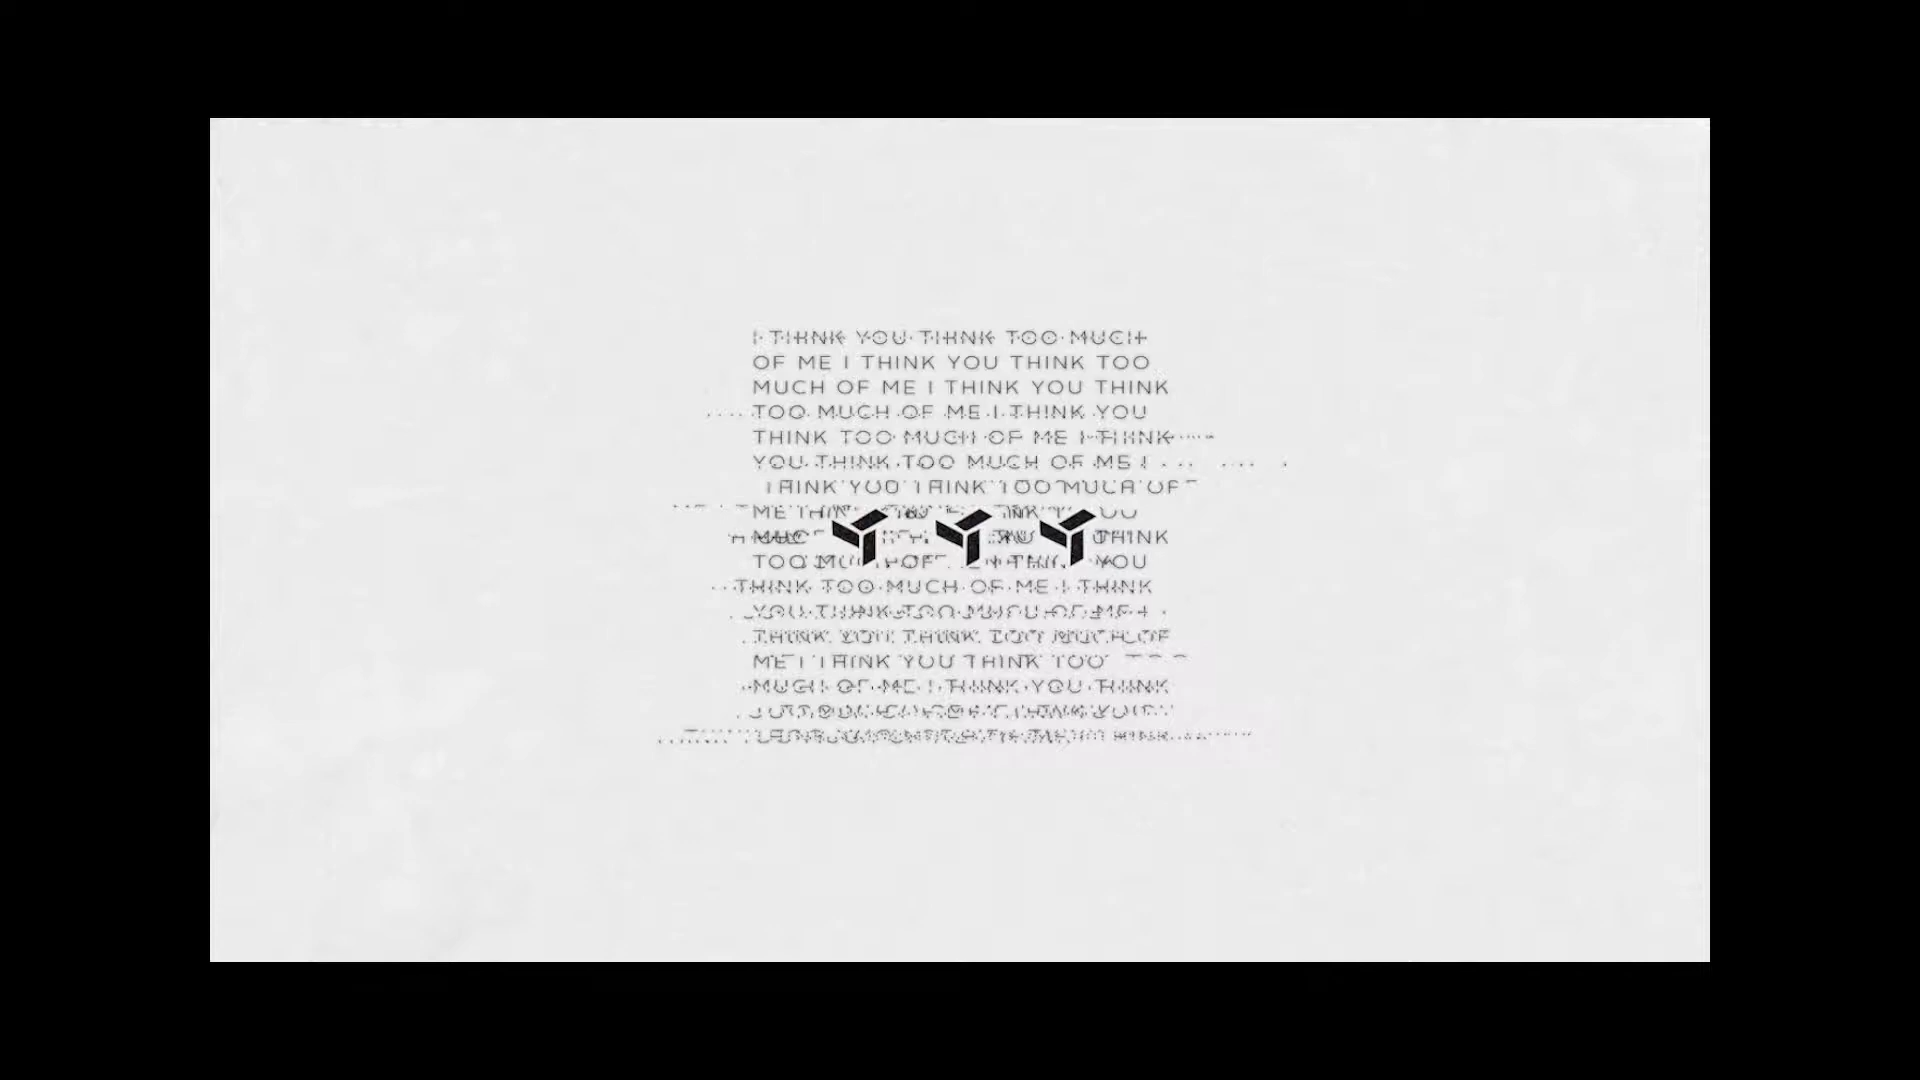 I THINK YOU THINK TOO MUCH
OF ME I THINK YOU THINK TOO
MUCH OF ME I THINK YOU THINK
TOO MUCH OF ME I THINK YOU
THINK TOO MUCH OF ME I THINK
YOU THINK TOO MUCH OF ME I
THINK YOU THINK TOO MUCH OF
ME THINK
THINK
TOO YOU
THINK TOO MUCH OF ME I THINK
YOU THINK TOO MUCH OF ME I
THINK YOU THINK TOO MUCH OF
ME I THINK YOU THINK TOO
MUCH OF ME I THINK YOU THINK